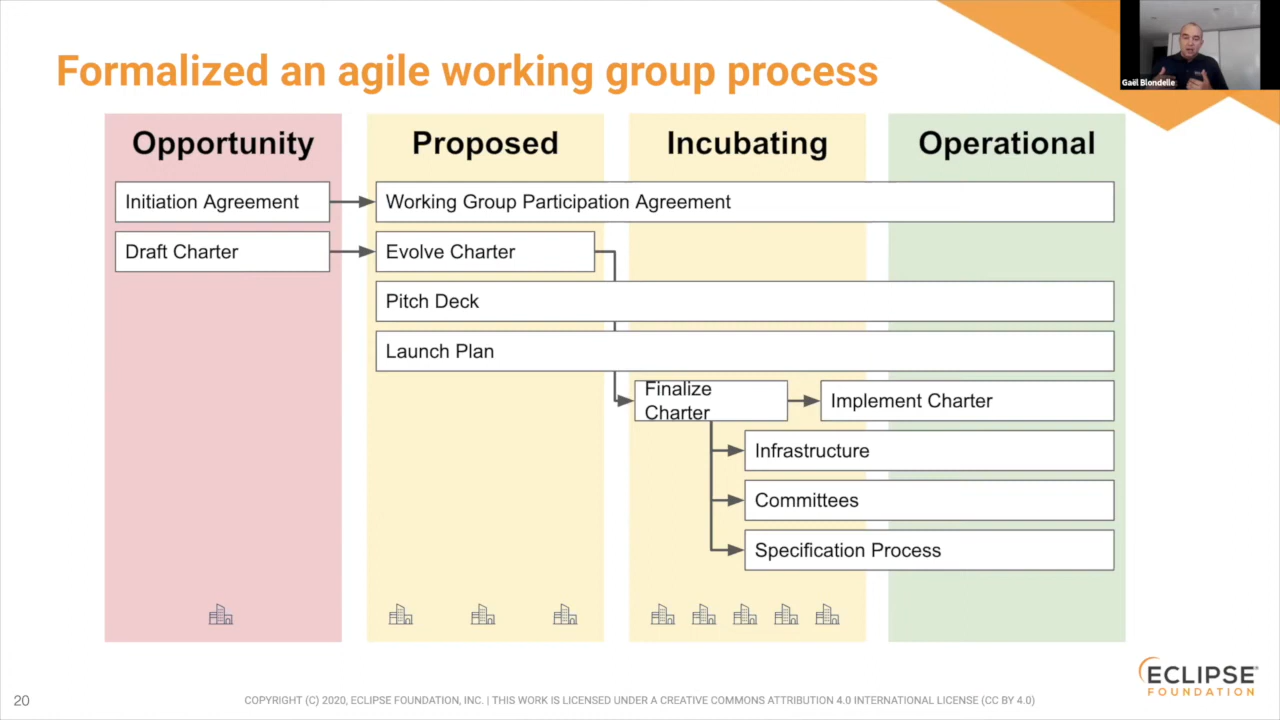 Formalized an agile working group process
Gaël Blondelle
Opportunity
Proposed
Incubating
Operational
Initiation Agreement
Working Group Participation Agreement
Draft Charter
Evolve Charter
Pitch Deck
Launch Plan
Finalize
Charter
Implement Charter
Infrastructure
Committees
Specification Process
20
COPYRIGHT (C) 2020, ECLIPSE FOUNDATION, INC. | THIS WORK IS LICENSED UNDER A CREATIVE COMMONS ATTRIBUTION 4.0 INTERNATIONAL LICENSE (CC BY 4.0)
ECLIPSE®
FOUNDATION